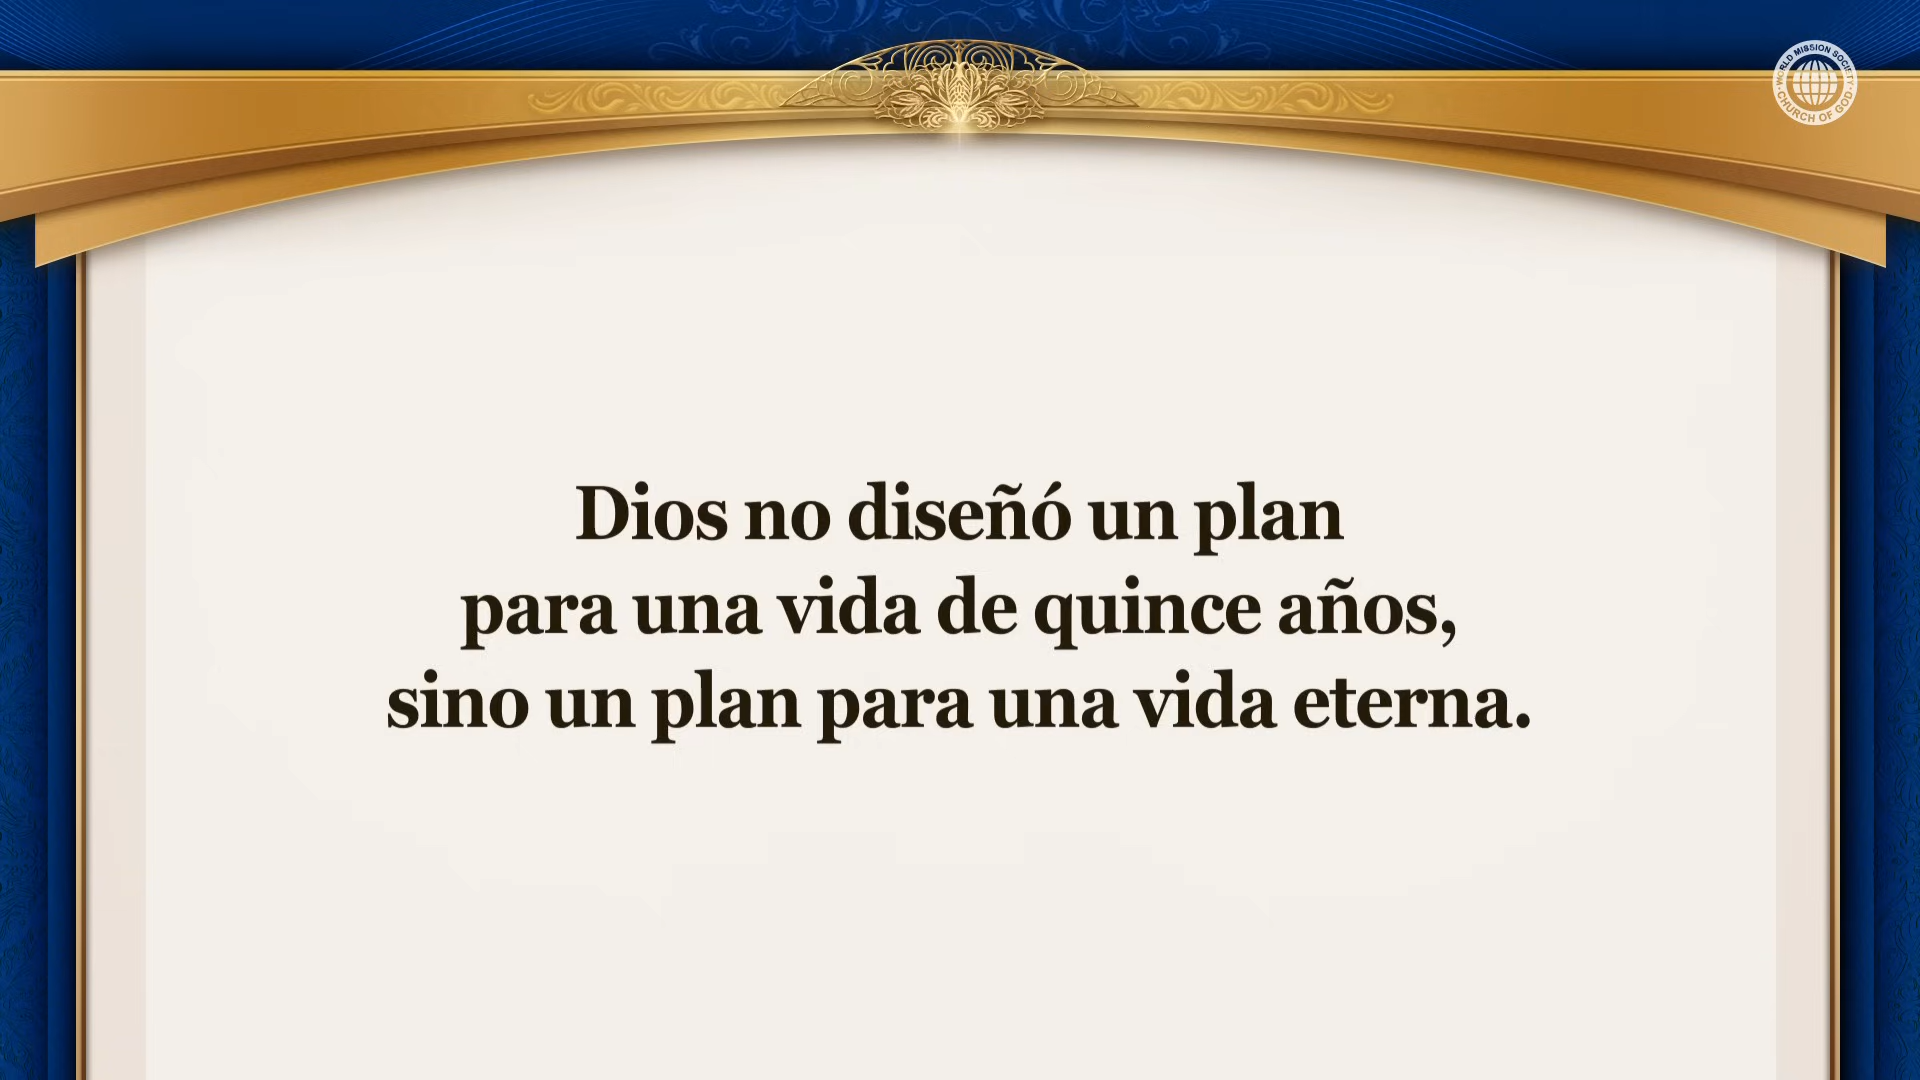 WORLD MISSION SOCIETY
CHURCH OF GOD
Dios no diseñó un plan
para una vida de quince años,
sino un plan para una vida eterna.